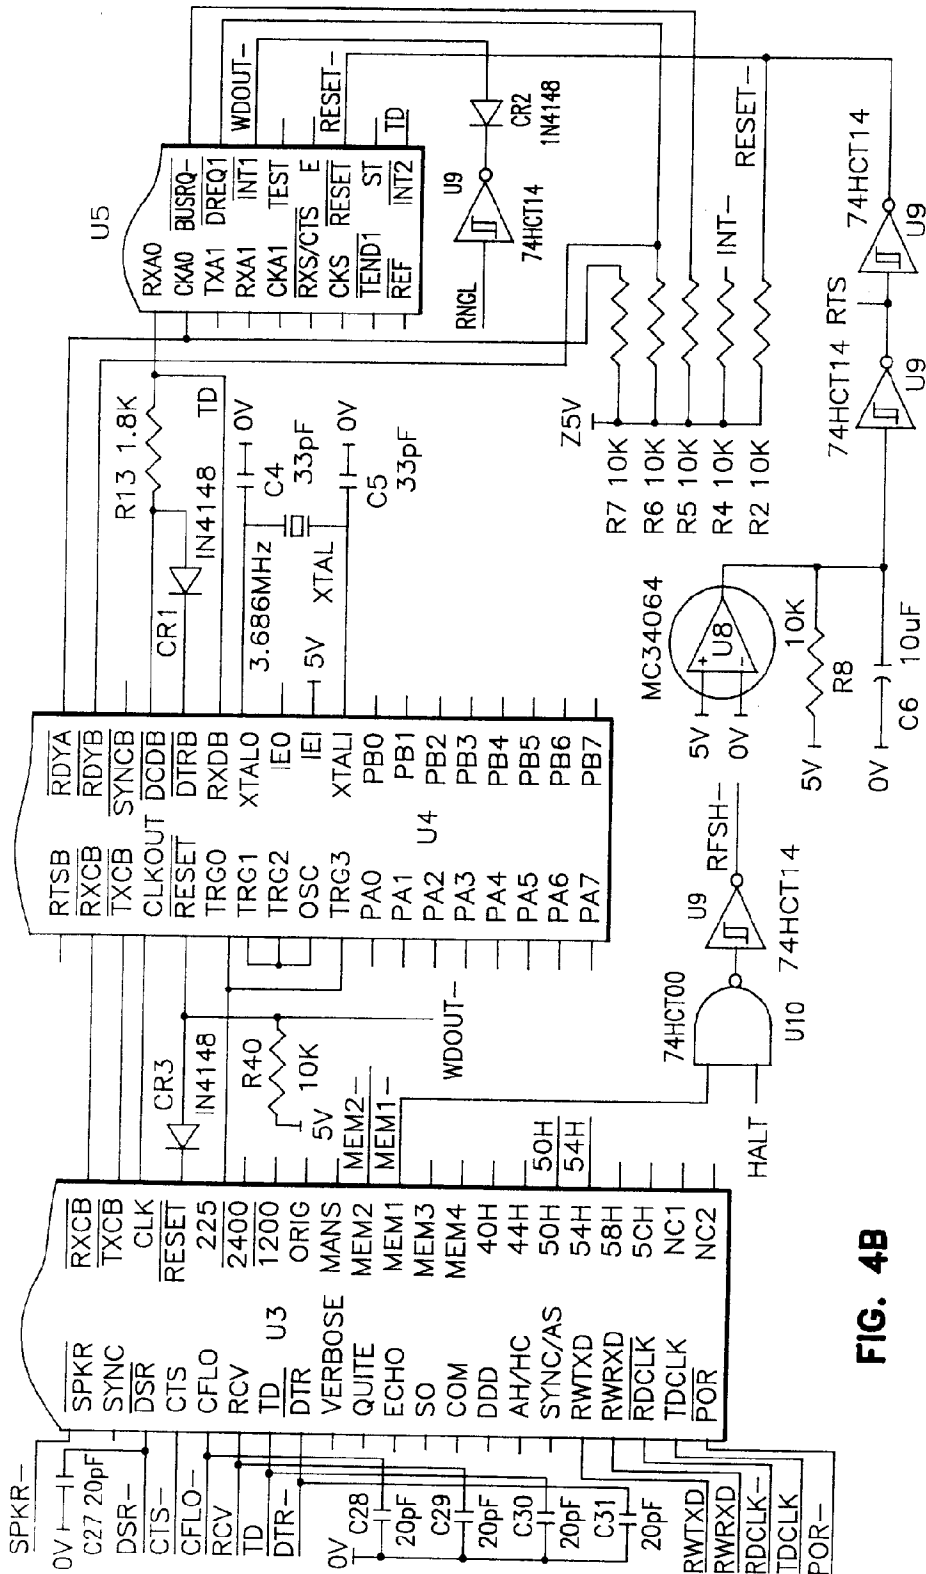 U5
RXA0
CKA0
TXA1
RXA1
CKA1
RXS/CTS
CKS
TEND1
REF
BUSRQ-
DREQ1
INT1
TEST
E
RESET
ST
INT2
WDOUT-
RESET-
TD
RNGL
U9
74HCT14
CR2
1N4148
R13 1.8K
CR1
IN4148
TD
C4
33pF
0V
3.686MHz
XTAL
C5
33pF
0V
5V
Z5V
R7 10K
R6 10K
R5 10K
R4 10K
R2 10K
INT-
RESET-
U4
RTSB
RXCB
TXCB
CLKOUT
RESET
TRG0
TRG1
TRG2
OSC
TRG3
PA0
PA1
PA2
PA3
PA4
PA5
PA6
PA7
RDYA
RDYB
SYNCB
DCDB
DTRB
RXDB
XTALO
IEO
IEI
XTALI
PB0
PB1
PB2
PB3
PB4
PB5
PB6
PB7
MC34064
U8
5V
0V
5V
10K
R8
0V
C6 10uF
74HCT14
U9
RTS
74HCT14
U9
CR3
IN4148
R40
10K
5V
WDOUT-
MEM2-
MEM1-
50H
54H
HALT
74HCT00
U10
U9
74HCT14
RFSH-
U3
SPKR
SYNC
DSR
CTS
CFLO
RCV
TD
DTR
VERBOSE
QUITE
ECHO
SO
COM
DDD
AH/HC
SYNC/AS
RWTXD
RWRXD
RDCLK
TDCLK
POR
RXCB
TXCB
CLK
RESET
225
2400
1200
ORIG
MANS
MEM2
MEM1
MEM3
MEM4
40H
44H
50H
54H
58H
5CH
NC1
NC2
SPKR-
0V
C27 20pF
DSR-
CTS-
CFLO-
RCV
TD
DTR-
0V
C28
20pF
C29
20pF
C30
20pF
C31
20pF
RWTXD
RWRXD
RDCLK-
TDCLK
POR-
FIG. 4B